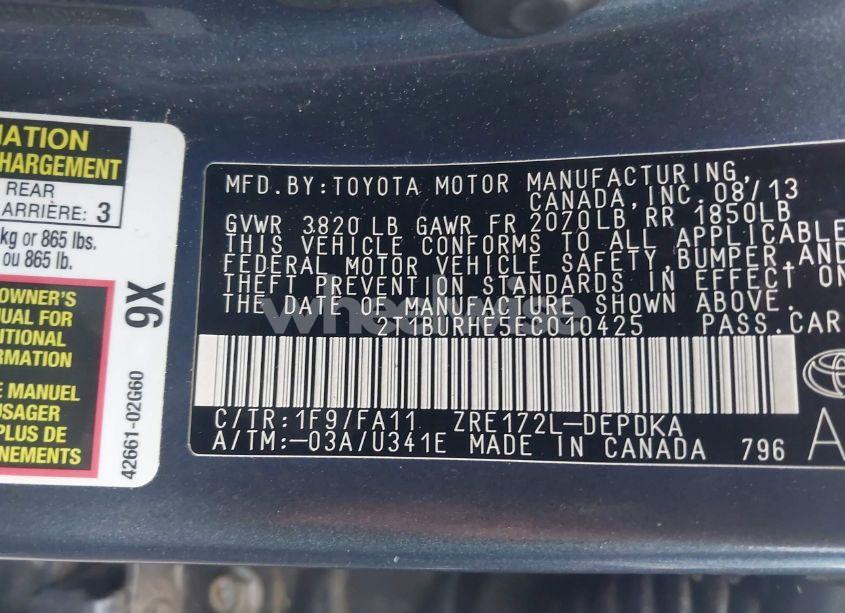 MATION
CHARGEMENT
REAR
ARRIÈRE: 3
kg or 865 lbs.
ou 865 lb.
OWNER'S
UAL FOR
ITIONAL
RMATION
E MANUEL
USAGER
PLUS DE
GNEMENTS
9X
42661-02G60
MFD.BY:TOYOTA MOTOR MANUFACTURING,
CANADA,INC.08/13
GVWR 3820 LB GAWR FR 2070LB,RR 1850LB
THIS VEHICLE CONFORMS TO ALL APPLICABLE
FEDERAL MOTOR VEHICLE SAFETY,BUMPER,AND
THEFT PREVENTION STANDARDS IN EFFECT ON
THE DATE OF MANUFACTURE SHOWN ABOVE.
2T1BURHE5EC010425 PASS.CAR
C/TR:1F9/FA11 ZRE172L-DEPDKA
A/TM:-03A/U341E MADE IN CANADA 796
A
wheelwise